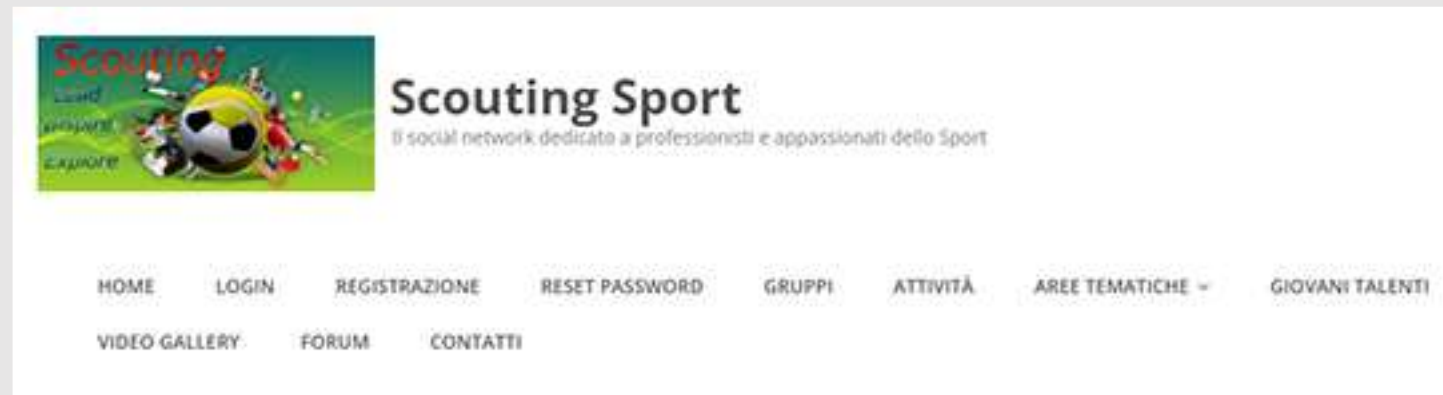 Scouting
Explore
Scouting Sport
Il social network dedicato a professionisti e appassionati dello Sport
HOME LOGIN REGISTRAZIONE RESET PASSWORD GRUPPI ATTIVITÀ AREE TEMATICHE GIOVANI TALENTI
VIDEO GALLERY FORUM CONTATTI